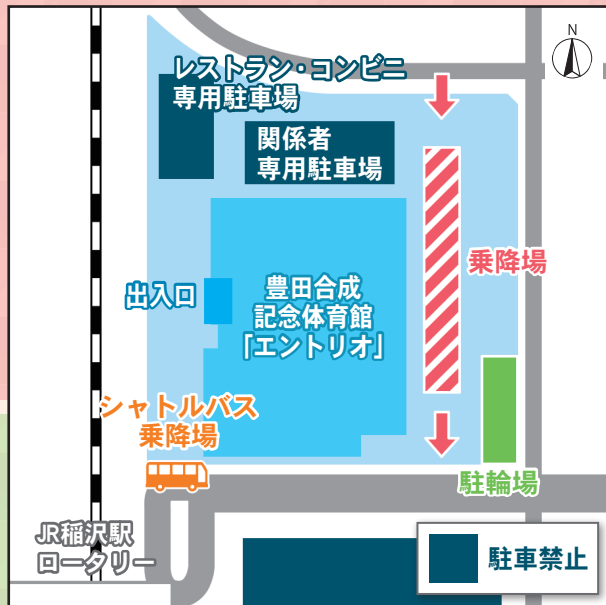 N
レストラン・コンビニ
専用駐車場
関係者
専用駐車場
乗降場
出入口
豊田合成
記念体育館
「エントリオ」
シャトルバス
乗降場
駐輪場
JR稲沢駅
ロータリー
駐車禁止